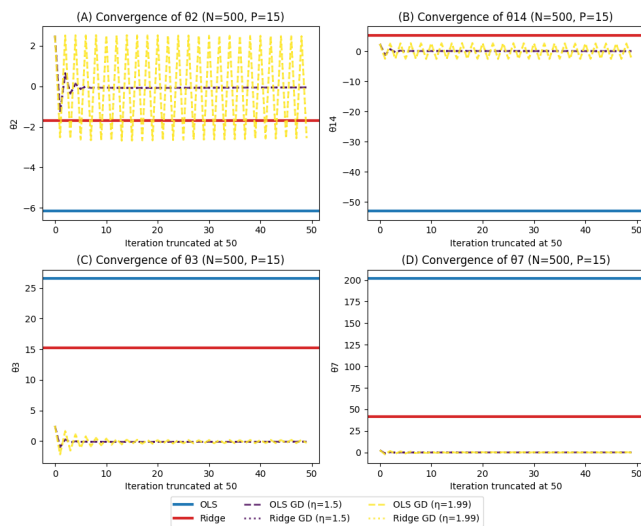 (A) Convergence of θ2 (N=500, P=15)
2
0
−2
−4
−6
θ2
0 10 20 30 40 50
Iteration truncated at 50
(B) Convergence of θ14 (N=500, P=15)
0
−10
−20
−30
−40
−50
θ14
0 10 20 30 40 50
Iteration truncated at 50
(C) Convergence of θ3 (N=500, P=15)
25
20
15
10
5
0
θ3
0 10 20 30 40 50
Iteration truncated at 50
(D) Convergence of θ7 (N=500, P=15)
200
175
150
125
100
75
50
25
0
θ7
0 10 20 30 40 50
Iteration truncated at 50
OLS OLS GD (η=1.5) OLS GD (η=1.99)
Ridge Ridge GD (η=1.5) Ridge GD (η=1.99)